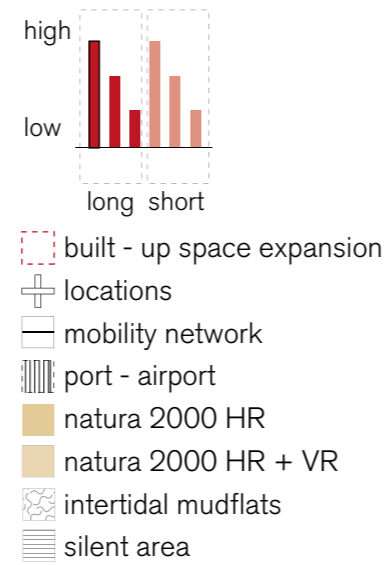 high
low
long short
built - up space expansion
locations
mobility network
port - airport
natura 2000 HR
natura 2000 HR + VR
intertidal mudflats
silent area